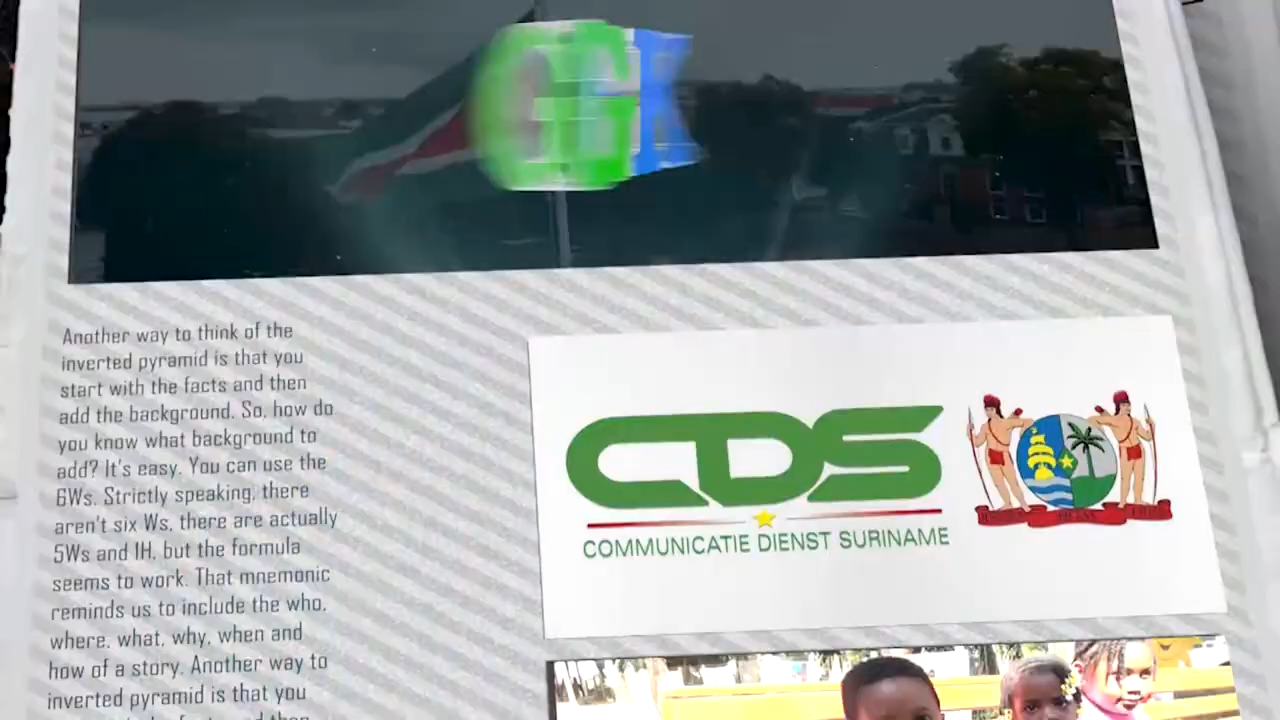 Another way to think of the
inverted pyramid is that you
start with the facts and then
add the background. So, how do
you know what background to
add? It's easy. You can use the
6Ws. Strictly speaking, there
aren't six Ws, there are actually
5Ws and 1H, but the formula
seems to work. That mnemonic
reminds us to include the who,
where, what, why, when and
how of a story. Another way to
inverted pyramid is that you
CDS
COMMUNICATIE DIENST SURINAME